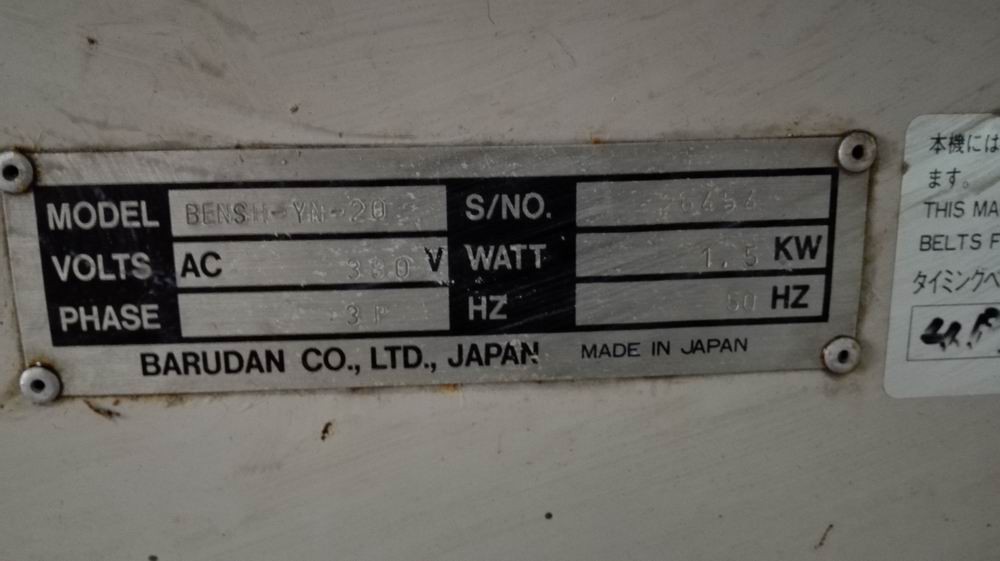 MODEL BENSH-YN-20 S/NO.
VOLTS AC V WATT 1.5 KW
PHASE HZ HZ
BARUDAN CO., LTD., JAPAN MADE IN JAPAN
本機には
ます。
THIS MA
BELTS F
タイミングベ